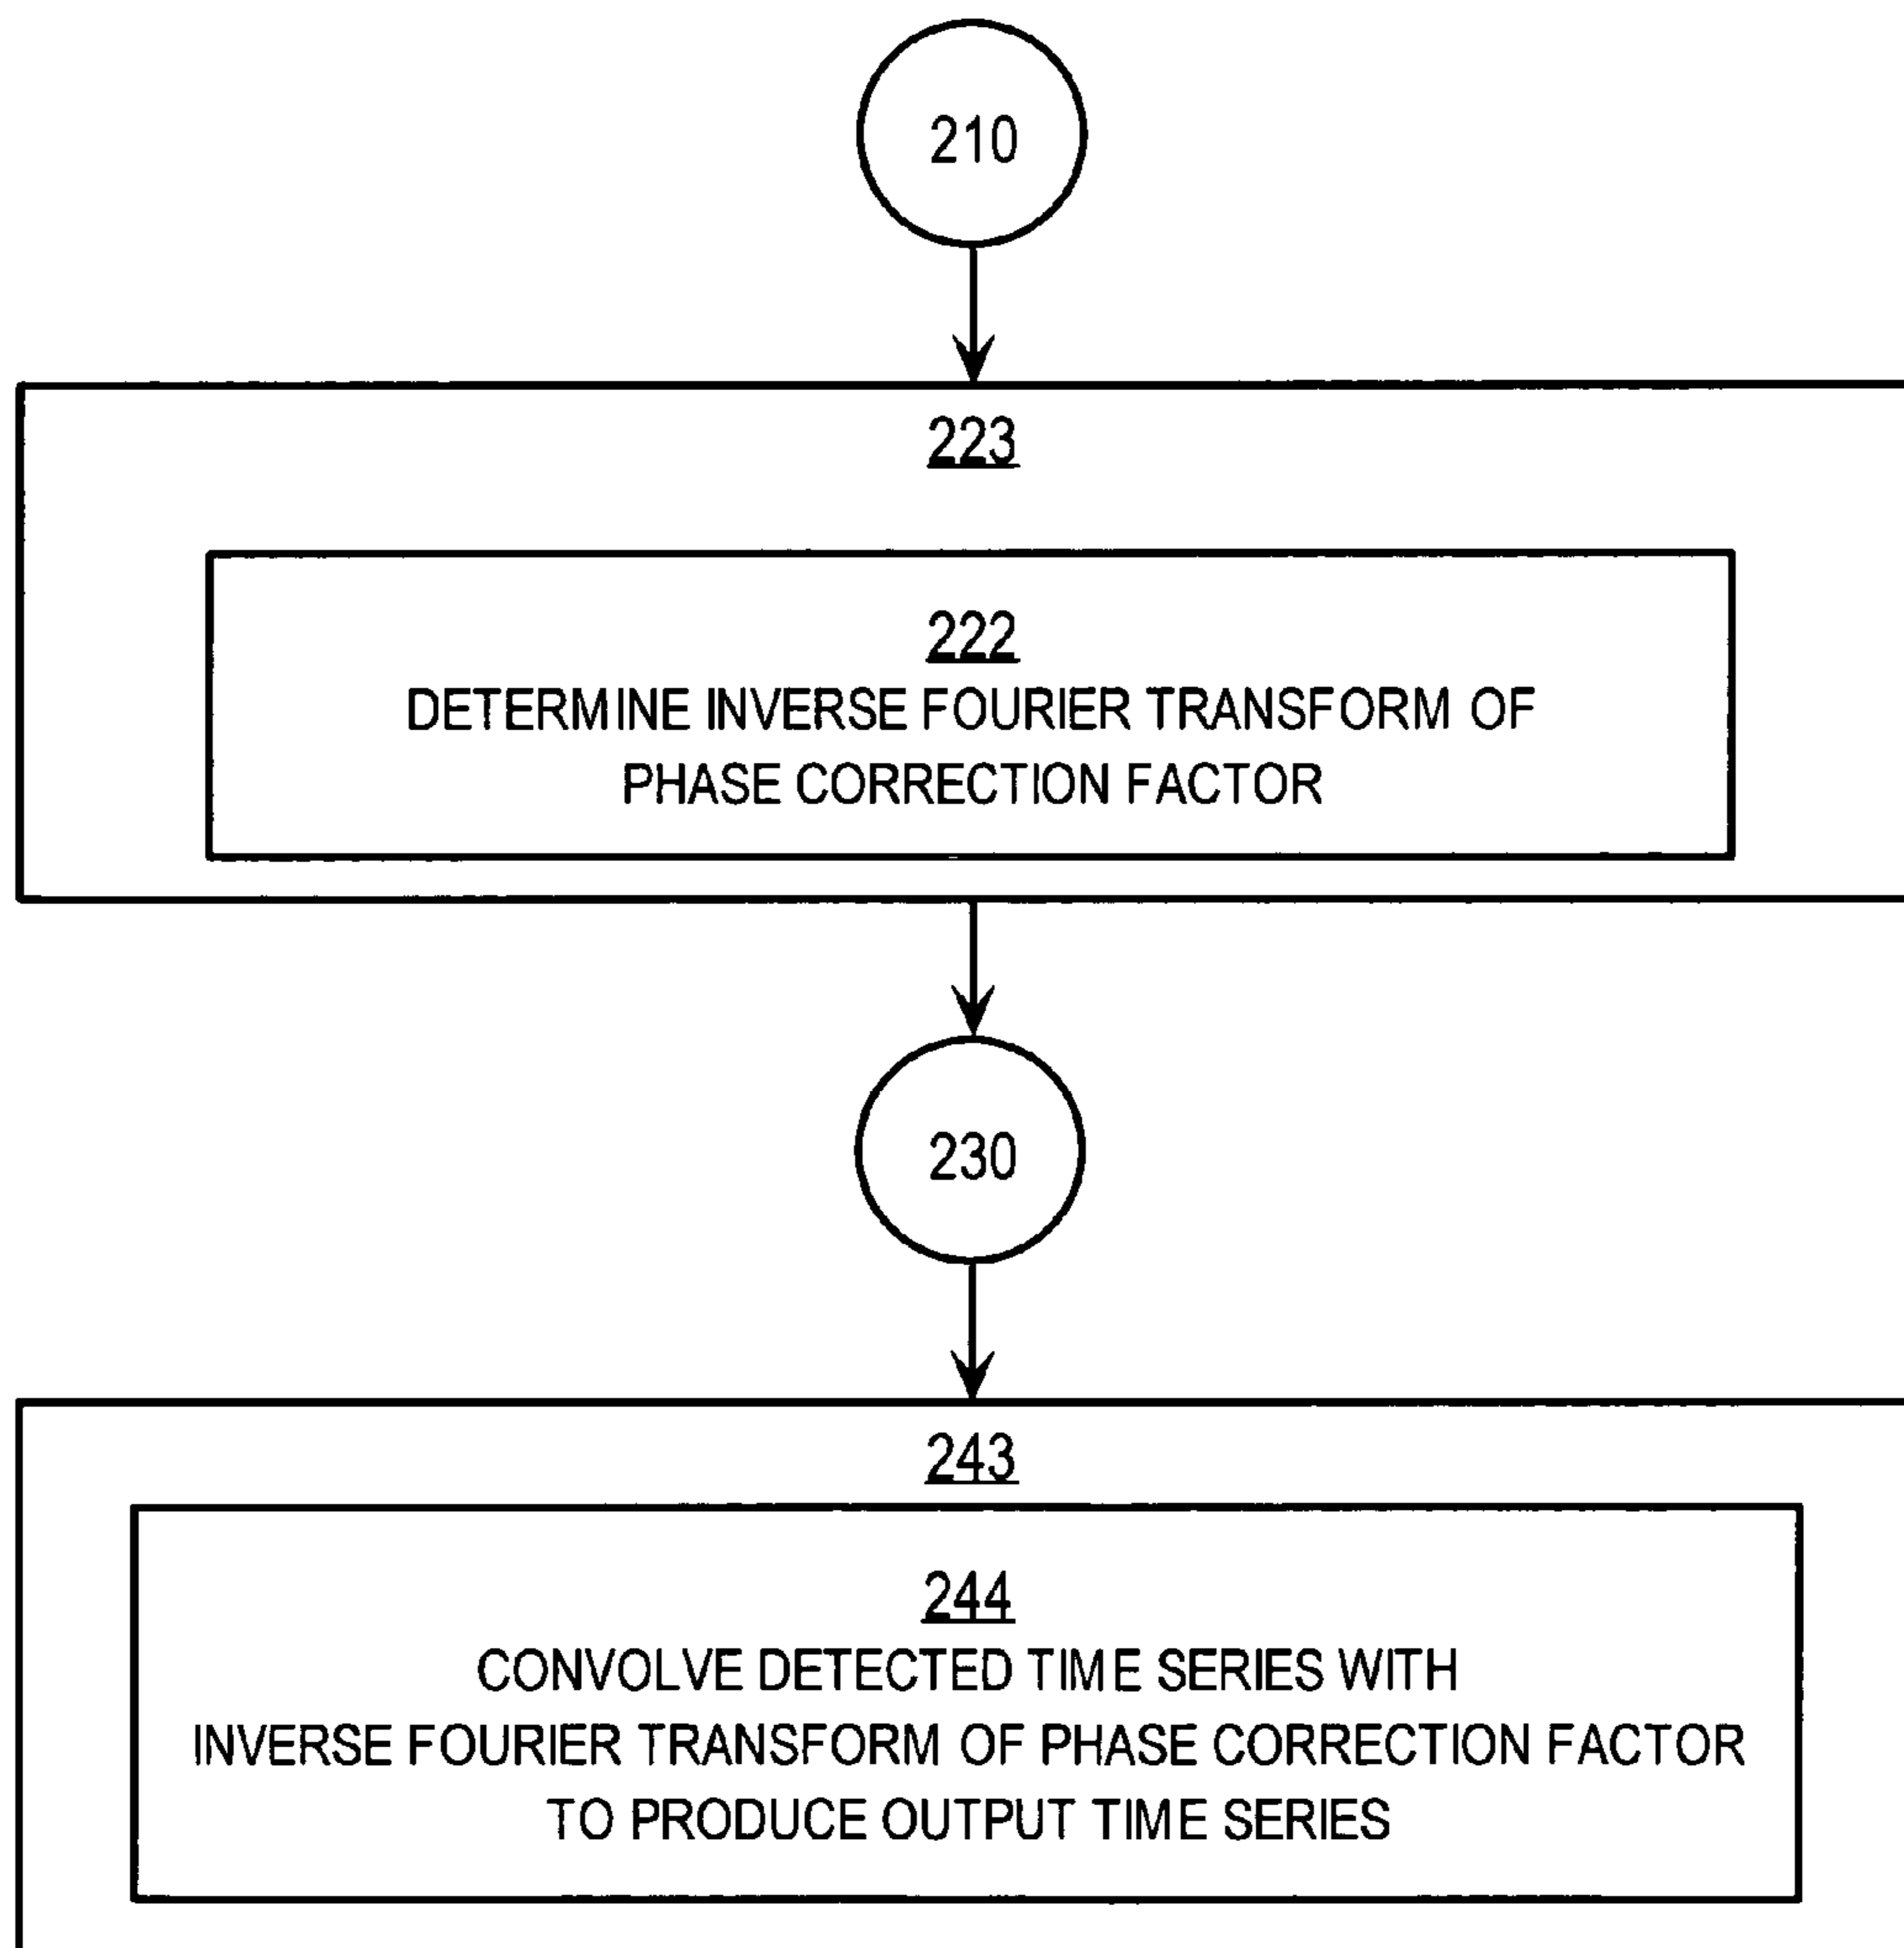 210
223
222
DETERMINE INVERSE FOURIER TRANSFORM OF
PHASE CORRECTION FACTOR
230
243
244
CONVOLVE DETECTED TIME SERIES WITH
INVERSE FOURIER TRANSFORM OF PHASE CORRECTION FACTOR
TO PRODUCE OUTPUT TIME SERIES